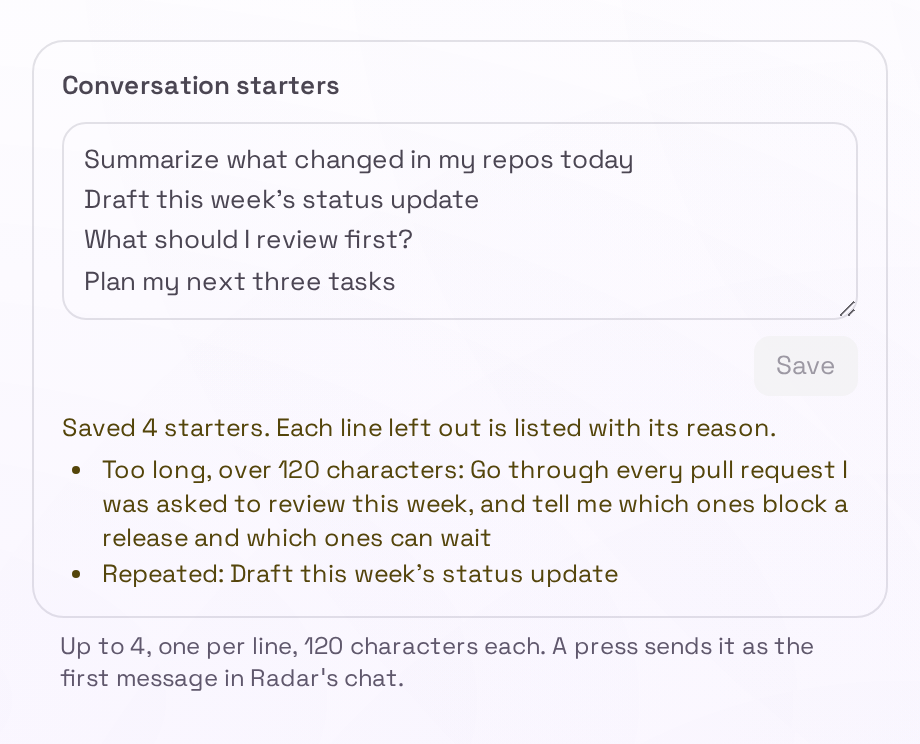 Conversation starters
Summarize what changed in my repos today
Draft this week’s status update
What should I review first?
Plan my next three tasks
Save
Saved 4 starters. Each line left out is listed with its reason.
• Too long, over 120 characters: Go through every pull request I
was asked to review this week, and tell me which ones block a
release and which ones can wait
• Repeated: Draft this week’s status update
Up to 4, one per line, 120 characters each. A press sends it as the
first message in Radar's chat.